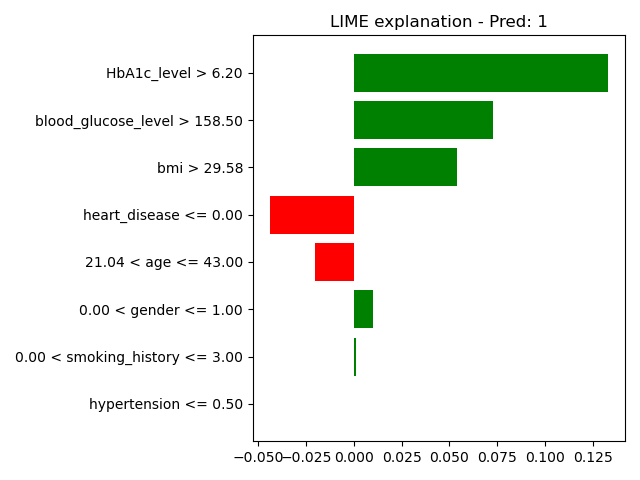 LIME explanation - Pred: 1
HbA1c_level > 6.20
blood_glucose_level > 158.50
bmi > 29.58
heart_disease <= 0.00
21.04 < age <= 43.00
0.00 < gender <= 1.00
0.00 < smoking_history <= 3.00
hypertension <= 0.50
−0.050 −0.025 0.000 0.025 0.050 0.075 0.100 0.125